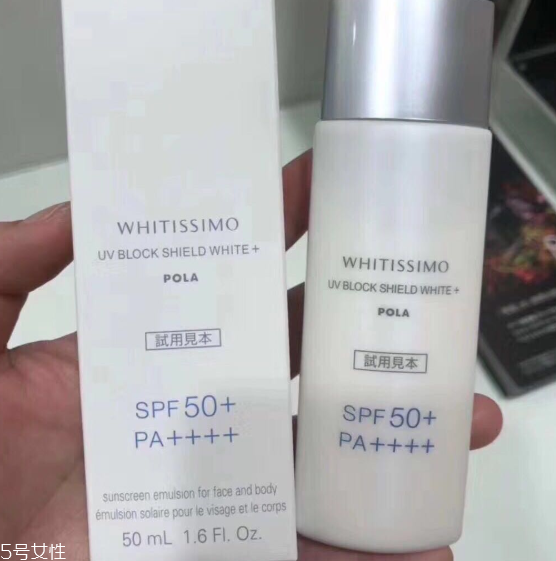 WHITISSIMO
UV BLOCK SHIELD WHITE+
POLA
試用見本
SPF 50+
PA++++
sunscreen emulsion for face and body
émulsion solaire pour le visage et le corps
50 mL 1.6 Fl. Oz.
WHITISSIMO
UV BLOCK SHIELD WHITE+
POLA
試用見本
SPF 50+
PA++++
5号女性